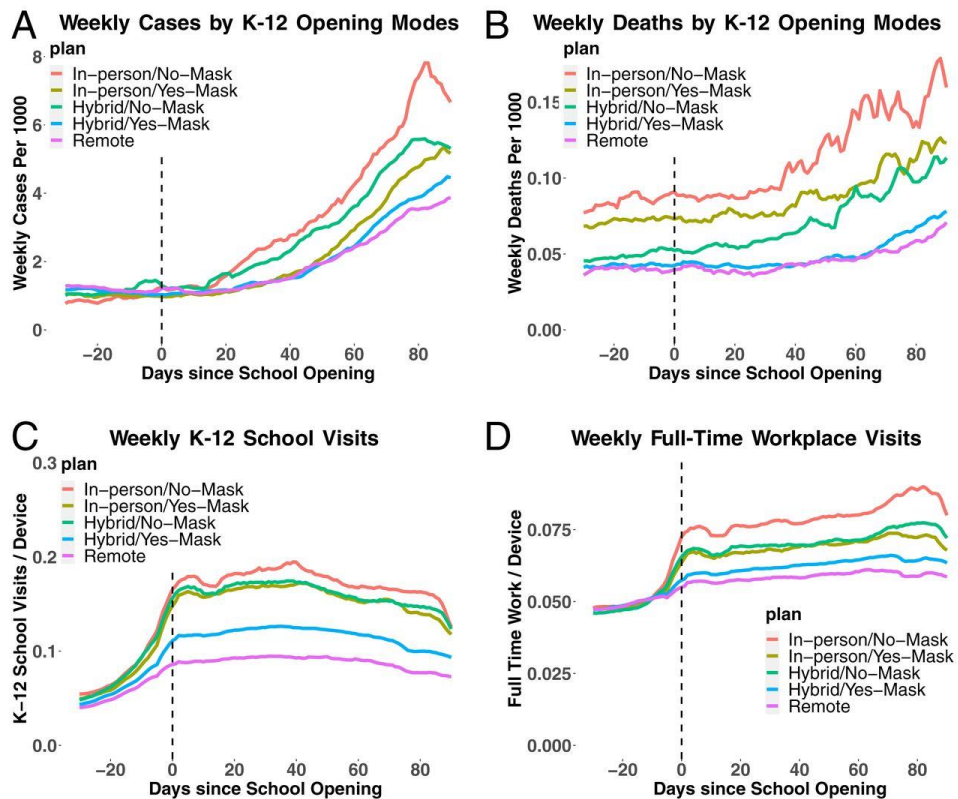 A
Weekly Cases by K-12 Opening Modes
plan
In-person/No-Mask
In-person/Yes-Mask
Hybrid/No-Mask
Hybrid/Yes-Mask
Remote
Weekly Cases Per 1000
8
6
4
2
0
−20 0 20 40 60 80
Days since School Opening
B
Weekly Deaths by K-12 Opening Modes
plan
In-person/No-Mask
In-person/Yes-Mask
Hybrid/No-Mask
Hybrid/Yes-Mask
Remote
Weekly Deaths Per 1000
0.15
0.10
0.05
0.00
−20 0 20 40 60 80
Days since School Opening
C
Weekly K-12 School Visits
plan
In-person/No-Mask
In-person/Yes-Mask
Hybrid/No-Mask
Hybrid/Yes-Mask
Remote
K−12 School Visits / Device
0.3
0.2
0.1
0.0
−20 0 20 40 60 80
Days since School Opening
D
Weekly Full-Time Workplace Visits
Full Time Work / Device
0.075
0.050
0.025
0.000
plan
In-person/No-Mask
In-person/Yes-Mask
Hybrid/No-Mask
Hybrid/Yes-Mask
Remote
−20 0 20 40 60 80
Days since School Opening